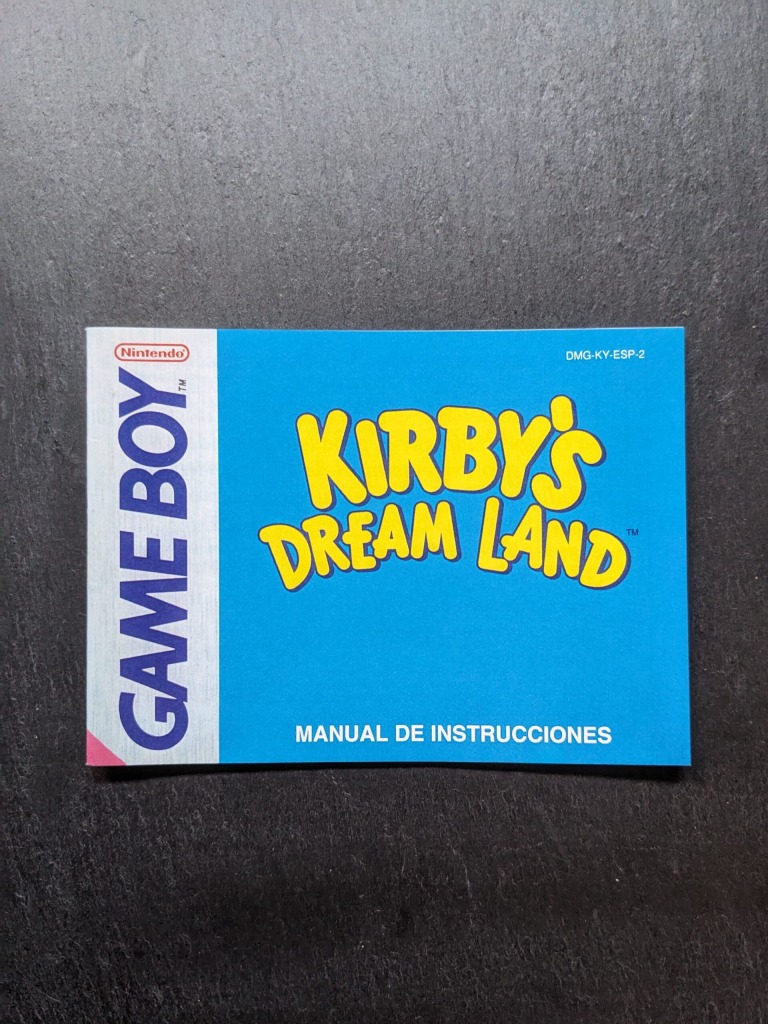 Nintendo®
GAME BOY™
DMG-KY-ESP-2
KIRBY'S
DREAM LAND™
MANUAL DE INSTRUCCIONES